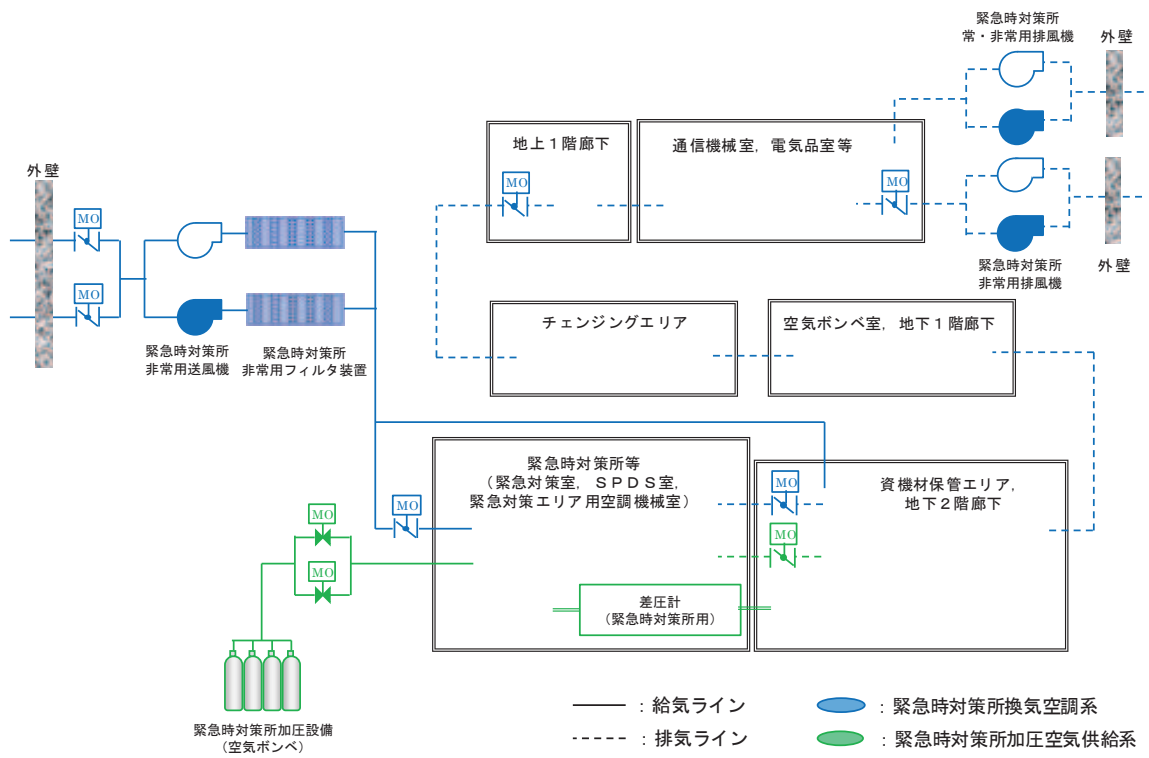 緊急時対策所
常・非常用排風機
外壁
地上１階廊下
通信機械室，電気品室等
外壁
MO
MO
MO
緊急時対策所
非常用排風機
外壁
MO
緊急時対策所
非常用送風機
緊急時対策所
非常用フィルタ装置
チェンジングエリア
空気ボンベ室，地下１階廊下
緊急時対策所等
（緊急対策室，ＳＰＤＳ室，
緊急対策エリア用空調機械室）
資機材保管エリア，
地下２階廊下
MO
MO
MO
MO
MO
差圧計
（緊急時対策所用）
緊急時対策所加圧設備
（空気ボンベ）
：給気ライン
：緊急時対策所換気空調系
：排気ライン
：緊急時対策所加圧空気供給系